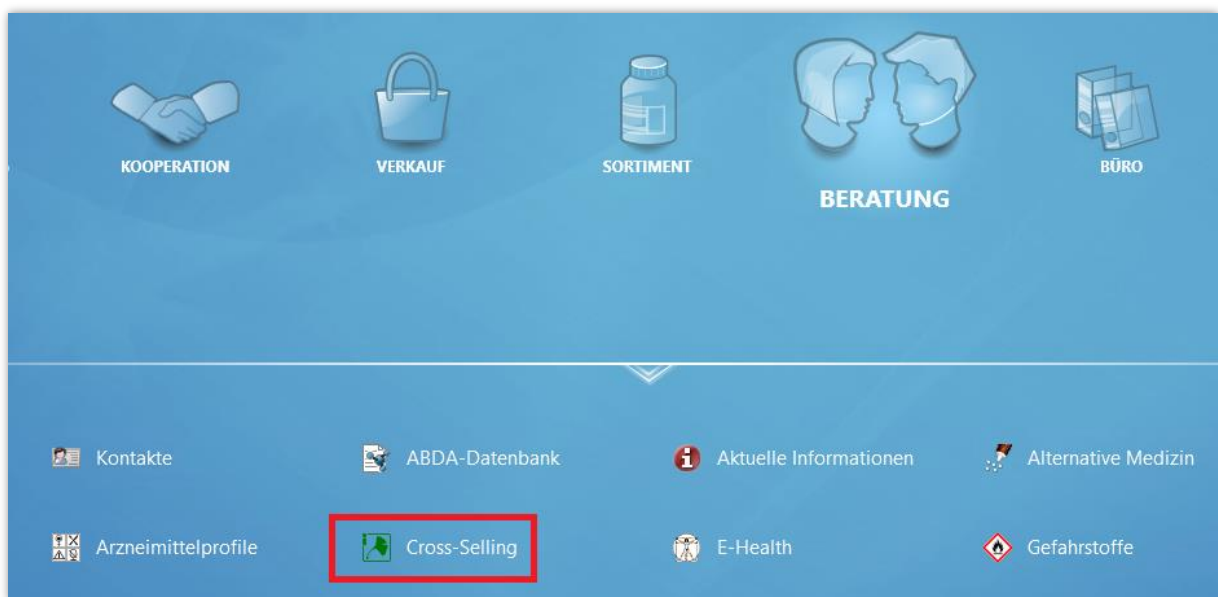 KOOPERATION
VERKAUF
SORTIMENT
BERATUNG
BÜRO
Kontakte
ABDA-Datenbank
Aktuelle Informationen
Alternative Medizin
Arzneimittelprofile
Cross-Selling
E-Health
Gefahrstoffe